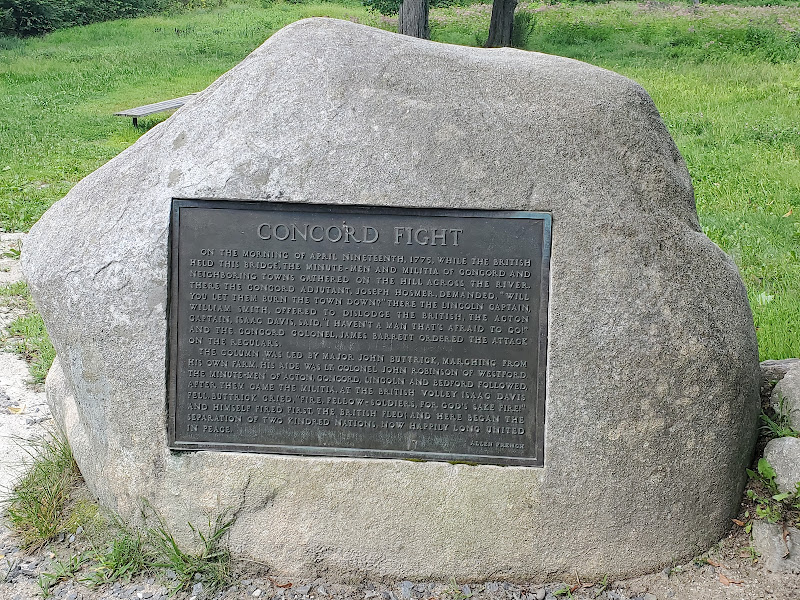 CONCORD FIGHT
ON THE MORNING OF APRIL NINETEENTH, 1775, WHILE THE BRITISH
HELD THIS BRIDGE, THE MINUTE-MEN AND MILITIA OF CONCORD AND
NEIGHBORING TOWNS GATHERED ON THE HILL ACROSS THE RIVER.
THERE THE CONCORD ADJUTANT, JOSEPH HOSMER, DEMANDED, "WILL
YOU LET THEM BURN THE TOWN DOWN?" THERE THE LINCOLN CAPTAIN,
WILLIAM SMITH, OFFERED TO DISLODGE THE BRITISH, THE ACTON
CAPTAIN, ISAAC DAVIS, SAID, "I HAVEN'T A MAN THAT'S AFRAID TO GO!"
AND THE CONCORD COLONEL, JAMES BARRETT ORDERED THE ATTACK
ON THE REGULARS.
THE COLUMN WAS LED BY MAJOR JOHN BUTTRICK, MARCHING FROM
HIS OWN FARM. HIS AIDE WAS LT. COLONEL JOHN ROBINSON OF WESTFORD.
THE MINUTE-MEN OF ACTON, CONCORD, LINCOLN AND BEDFORD FOLLOWED.
AFTER THEM CAME THE MILITIA. AT THE BRITISH VOLLEY ISAAC DAVIS
FELL. BUTTRICK CRIED, "FIRE, FELLOW-SOLDIERS, FOR GOD'S SAKE FIRE!"
AND HIMSELF FIRED FIRST. THE BRITISH FLED; AND HERE BEGAN THE
SEPARATION OF TWO KINDRED NATIONS, NOW HAPPILY LONG UNITED
IN PEACE.
ALLEN FRENCH